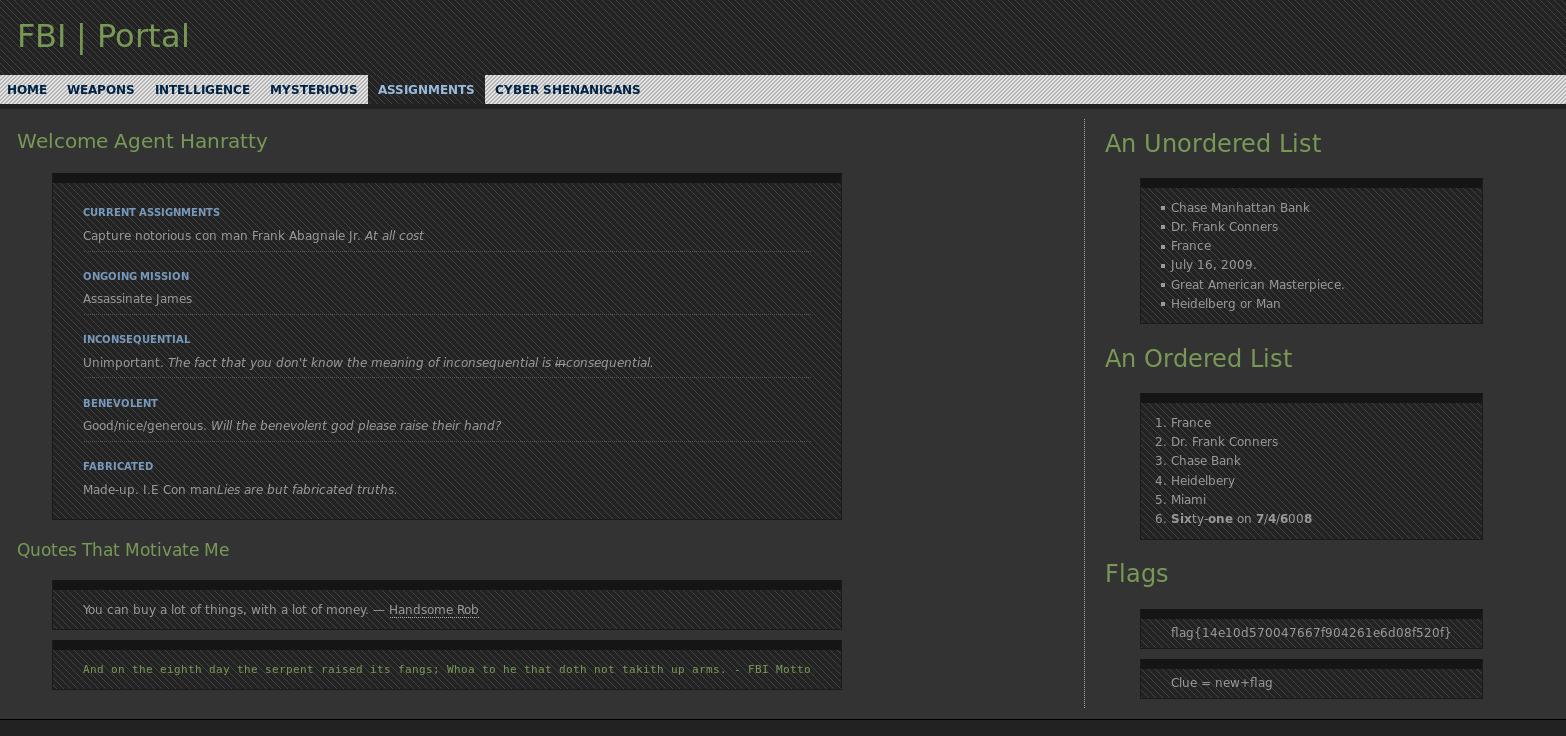 FBI | Portal
HOME WEAPONS INTELLIGENCE MYSTERIOUS ASSIGNMENTS CYBER SHENANIGANS
Welcome Agent Hanratty
CURRENT ASSIGNMENTS
Capture notorious con man Frank Abagnale Jr. At all cost
ONGOING MISSION
Assassinate James
INCONSEQUENTIAL
Unimportant. The fact that you don't know the meaning of inconsequential is inconsequential.
BENEVOLENT
Good/nice/generous. Will the benevolent god please raise their hand?
FABRICATED
Made-up. I.E Con manLies are but fabricated truths.
Quotes That Motivate Me
You can buy a lot of things, with a lot of money. — Handsome Rob
And on the eighth day the serpent raised its fangs; Whoa to he that doth not takith up arms. - FBI Motto
An Unordered List
Chase Manhattan Bank
Dr. Frank Conners
France
July 16, 2009.
Great American Masterpiece.
Heidelberg or Man
An Ordered List
1. France
2. Dr. Frank Conners
3. Chase Bank
4. Heidelbery
5. Miami
6. Sixty-one on 7/4/6008
Flags
flag{14e10d570047667f904261e6d08f520f}
Clue = new+flag